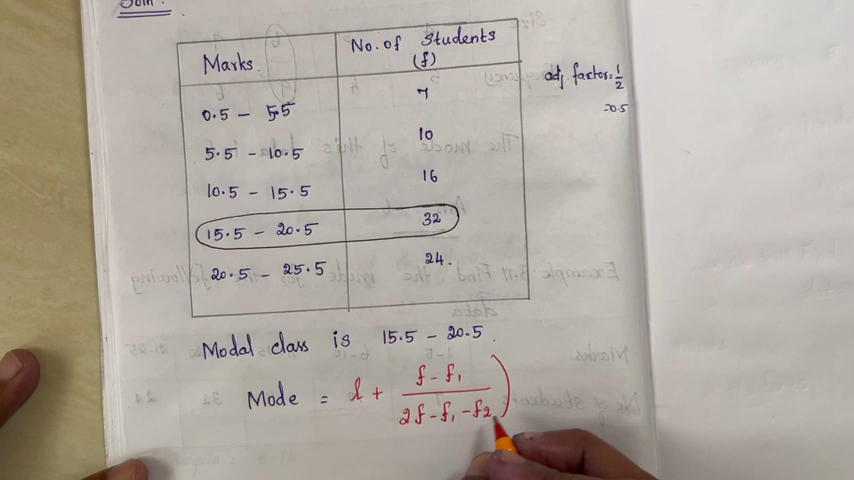 Soln:
Marks. No. of Students (f)
0.5 - 5.5 7
5.5 - 10.5 10
10.5 - 15.5 16
15.5 - 20.5 32
20.5 - 25.5 24.
adj. factor = 1/2
= 0.5
Modal class is 15.5 - 20.5.
Mode = l + f - f₁ / 2f - f₁ - f₂ )